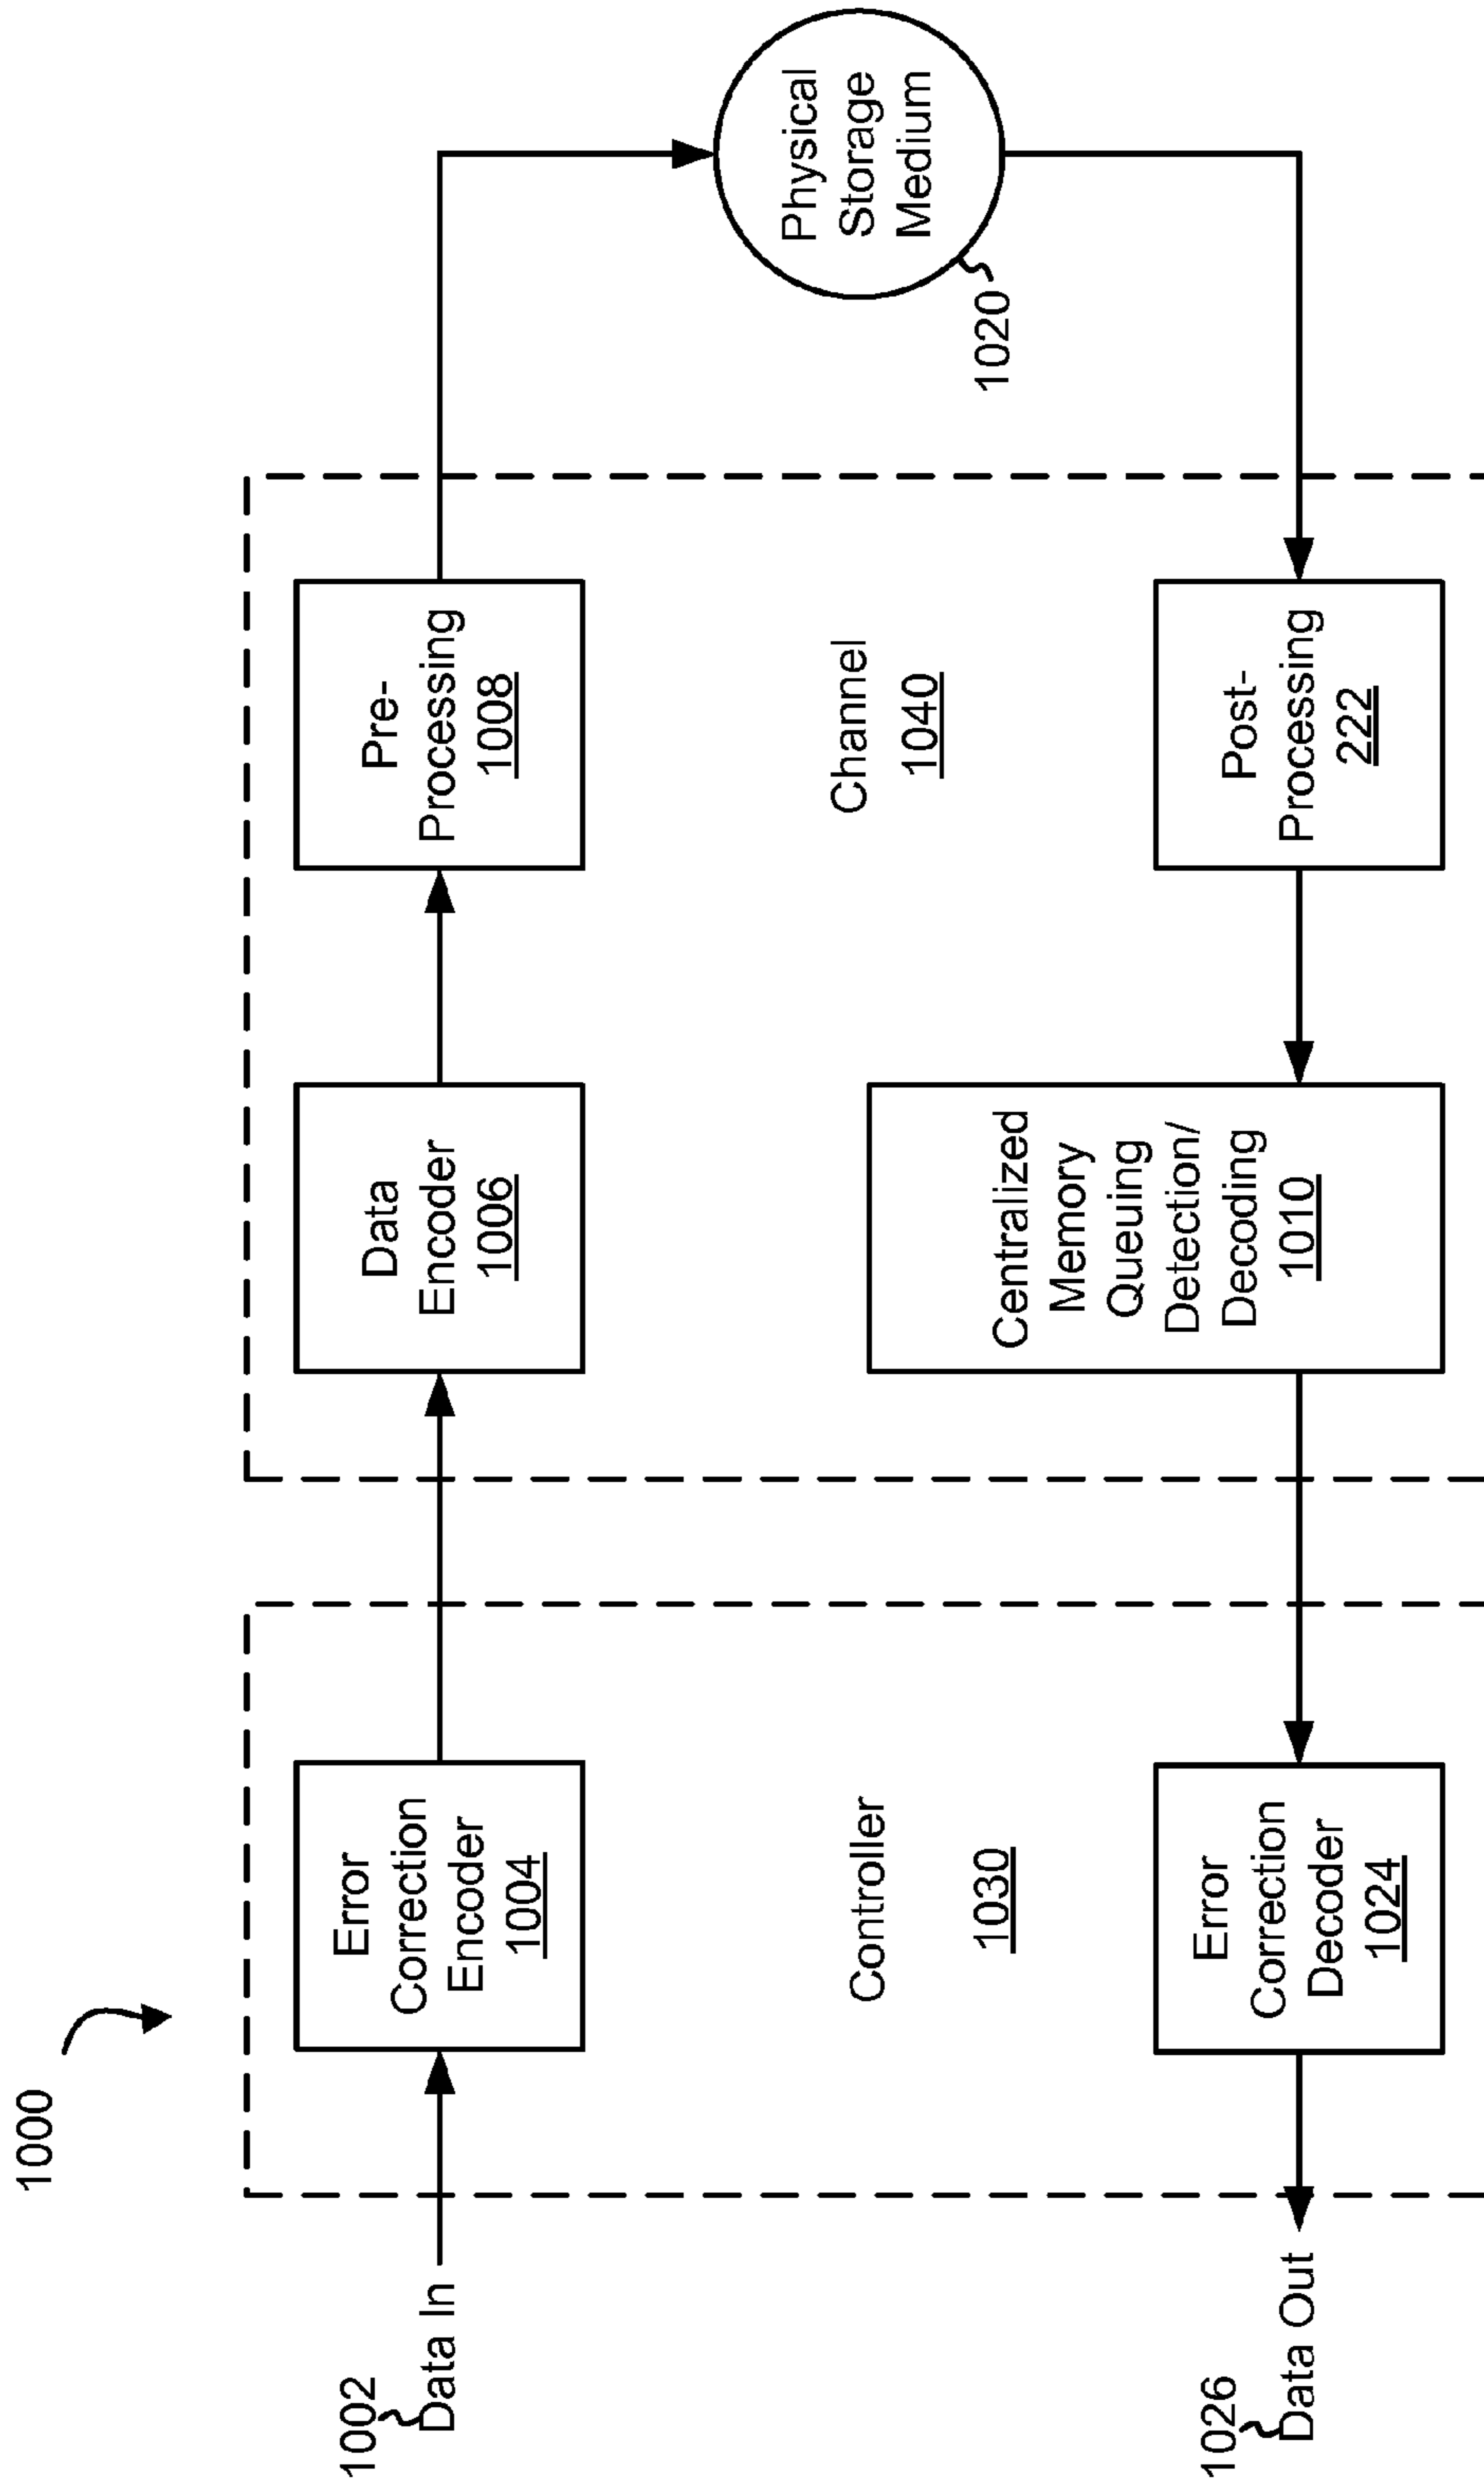 1000
1002
Data In
Error
Correction
Encoder
1004
Data
Encoder
1006
Pre-
Processing
1008
Physical
Storage
Medium
1020
Controller
1030
Channel
1040
1026
Data Out
Error
Correction
Decoder
1024
Centralized
Memory
Queuing
Detection/
Decoding
1010
Post-
Processing
222